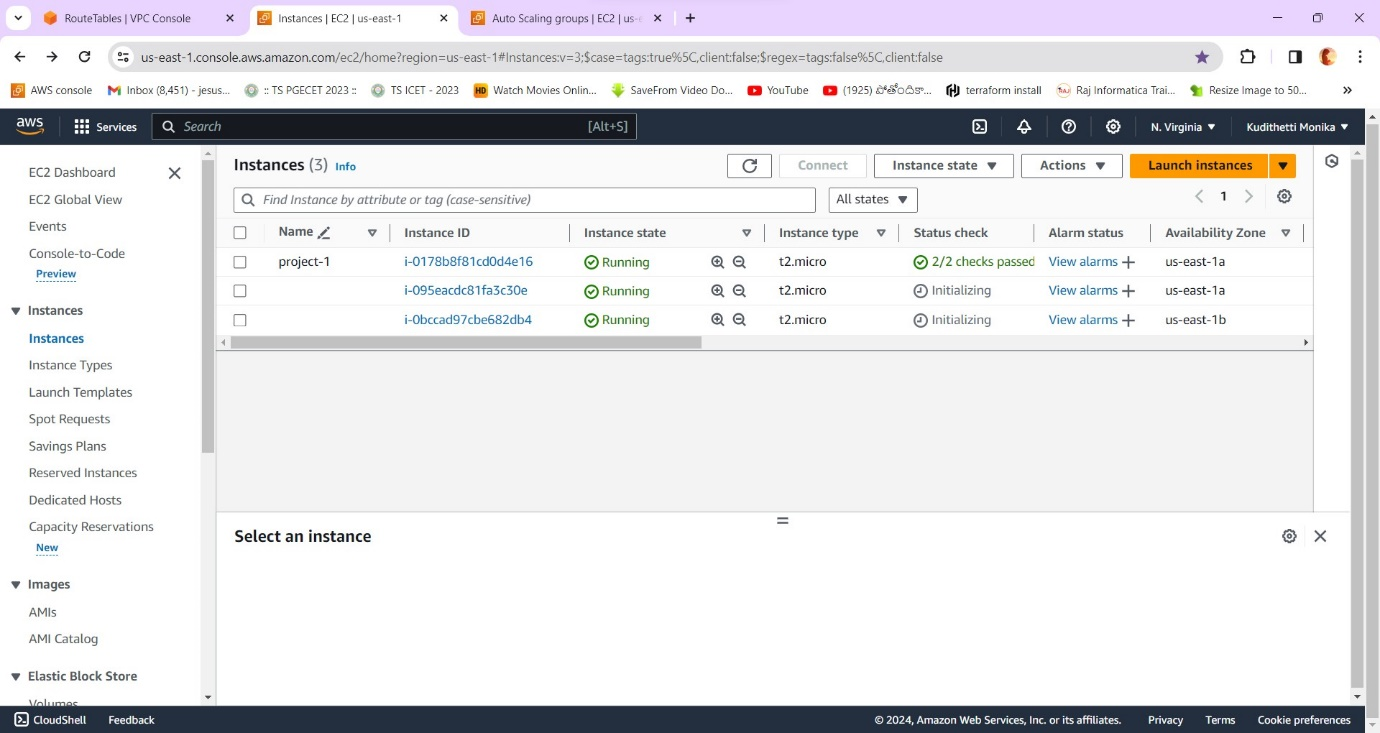 RouteTables | VPC Console
Instances | EC2 | us-east-1
Auto Scaling groups | EC2 | us-e
us-east-1.console.aws.amazon.com/ec2/home?region=us-east-1#Instances:v=3;$case=tags:true%5C,client:false;$regex=tags:false%5C,client:false
AWS console
Inbox (8,451) - jesus...
:: TS PGECET 2023 ::
TS ICET - 2023
HD Watch Movies Onlin...
SaveFrom Video Do...
YouTube
(1925)
terraform install
Raj Informatica Trai...
Resize Image to 50...
aws
Services
Search
[Alt+S]
N. Virginia
Kudithetti Monika
EC2 Dashboard
EC2 Global View
Events
Console-to-Code
Preview
Instances
Instances
Instance Types
Launch Templates
Spot Requests
Savings Plans
Reserved Instances
Dedicated Hosts
Capacity Reservations
New
Images
AMIs
AMI Catalog
Elastic Block Store
Volumes
Instances (3) Info
Connect
Instance state
Actions
Launch instances
Find Instance by attribute or tag (case-sensitive)
All states
1
Name Instance ID Instance state Instance type Status check Alarm status Availability Zone
project-1 i-0178b8f81cd0d4e16 Running t2.micro 2/2 checks passed View alarms us-east-1a
i-095eacdc81fa3c30e Running t2.micro Initializing View alarms us-east-1a
i-0bccad97cbe682db4 Running t2.micro Initializing View alarms us-east-1b
Select an instance
CloudShell Feedback © 2024, Amazon Web Services, Inc. or its affiliates. Privacy Terms Cookie preferences